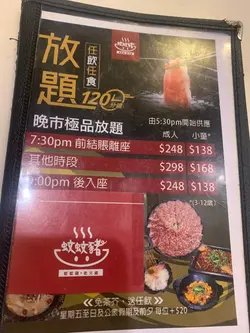 任飲任食
放題
120
晚市極品放題
由5:30pm開始供應
成人 小童*
7:30pm 前結賬離座 $248 $138
其他時段 $298 $168
9:00pm 後入座 $248 $138
*(3-12歲)
蚊蚊豬
免茶芥,送任飲
星期五至日及公眾假期及前夕每位+$20